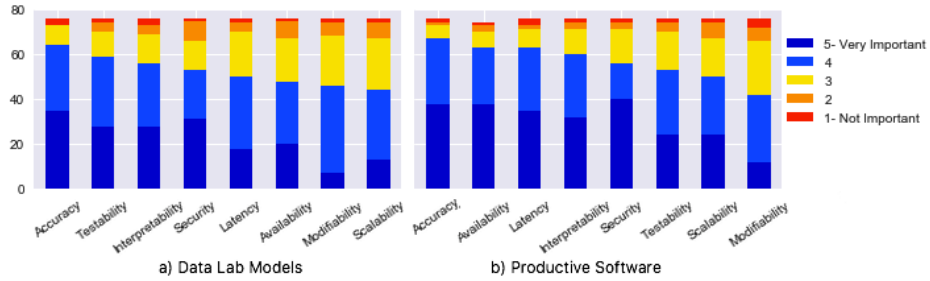 80
60
40
20
0
Accuracy
Testability
Interpretability
Security
Latency
Availability
Modifiability
Scalability
a) Data Lab Models
Accuracy,
Availability
Latency
Interpretability
Security
Testability
Scalability
Modifiability
b) Productive Software
5- Very Important
4
3
2
1- Not Important